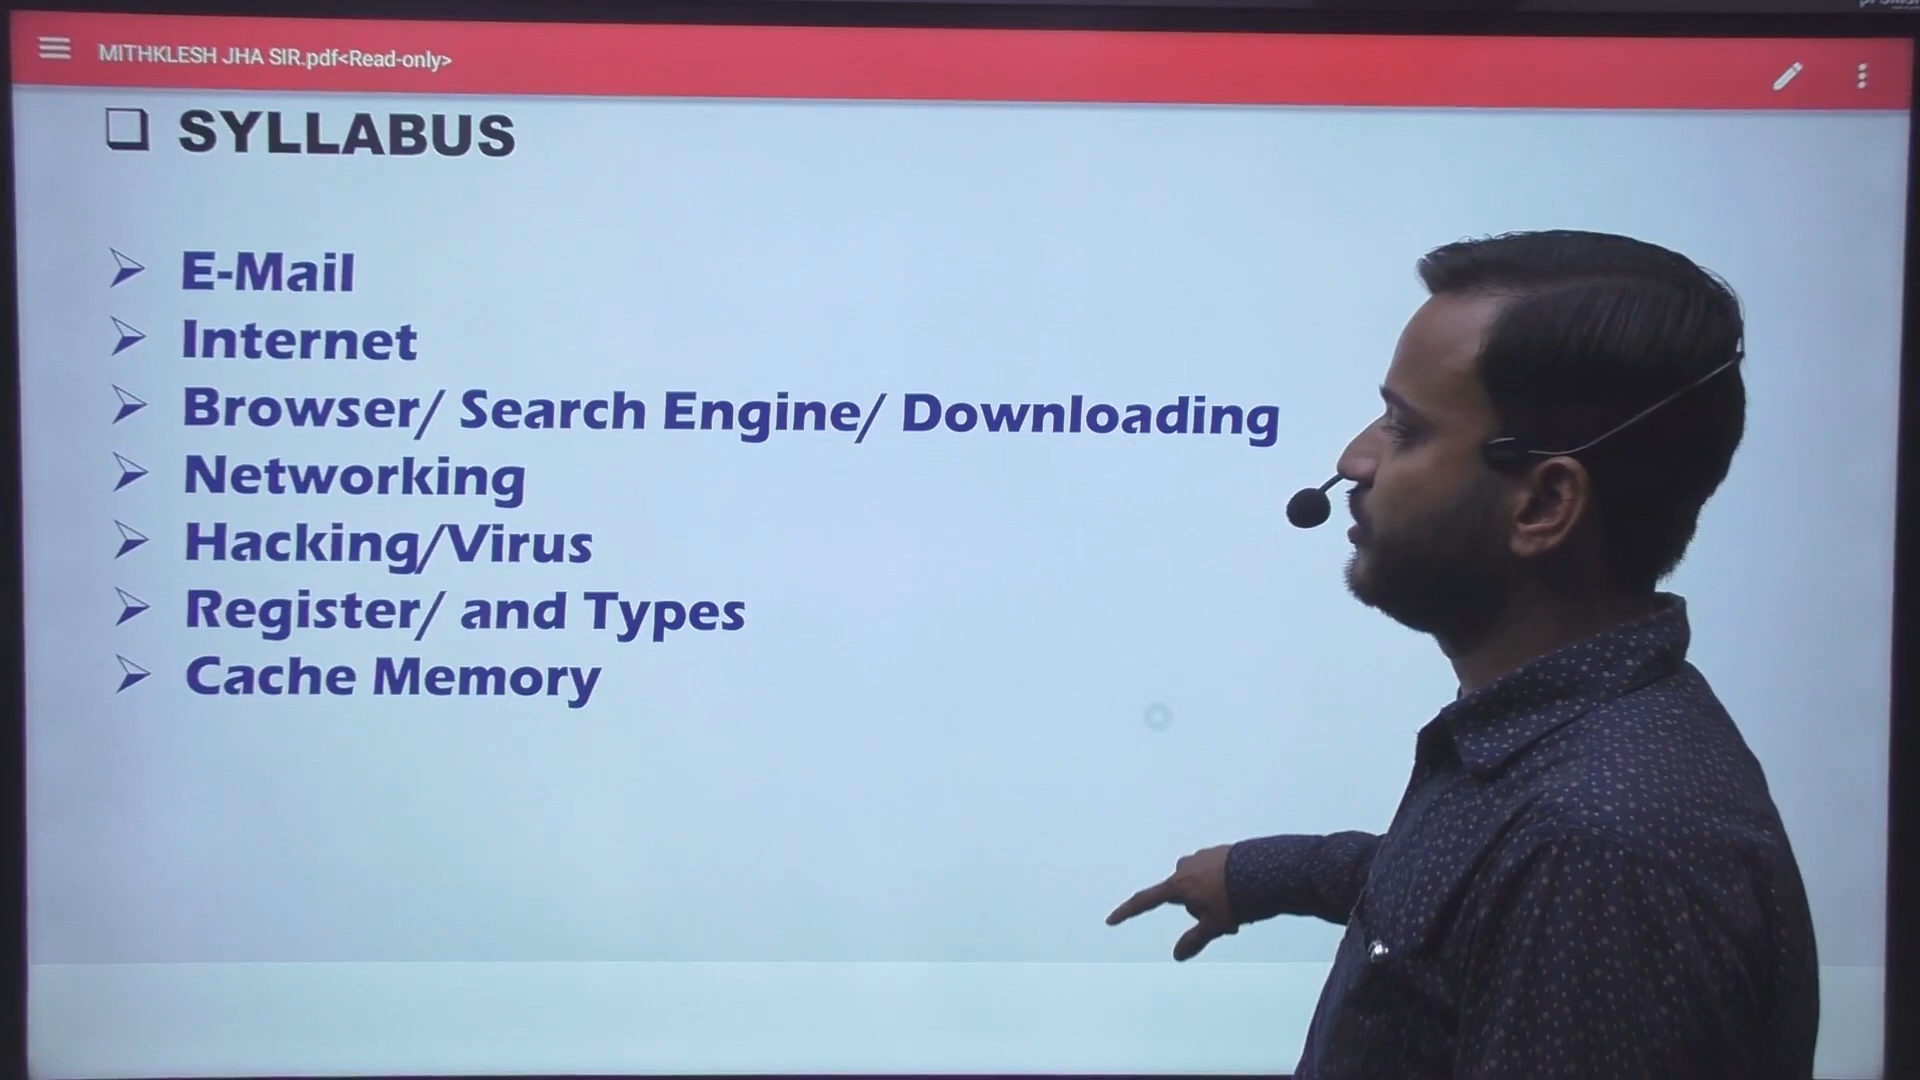 MITHKLESH JHA SIR.pdf<Read-only>
SYLLABUS
E-Mail
Internet
Browser/ Search Engine/ Downloading
Networking
Hacking/Virus
Register/ and Types
Cache Memory